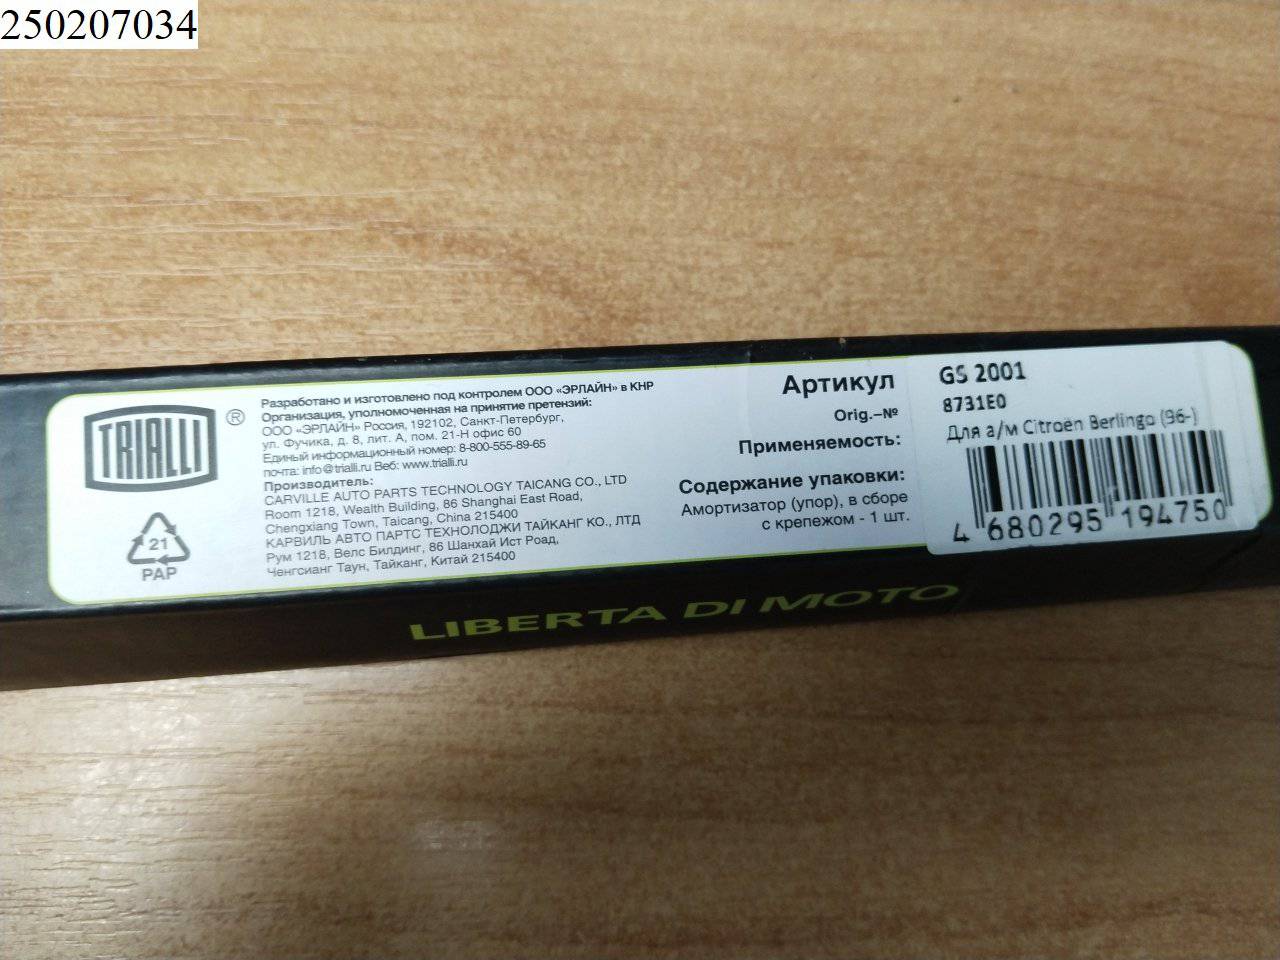 250207034
TRIALLI ®
21
PAP
Разработано и изготовлено под контролем ООО «ЭРЛАЙН» в КНР
Организация, уполномоченная на принятие претензий:
ООО «ЭРЛАЙН» Россия, 192102, Санкт-Петербург,
ул. Фучика, д. 8, лит. А, пом. 21-Н офис 60
Единый информационный номер: 8-800-555-89-65
почта: info@trialli.ru Веб: www.trialli.ru
Производитель:
CARVILLE AUTO PARTS TECHNOLOGY TAICANG CO., LTD
Room 1218, Wealth Building, 86 Shanghai East Road,
Chengxiang Town, Taicang, China 215400
КАРВИЛЬ АВТО ПАРТС ТЕХНОЛОДЖИ ТАЙКАНГ КО., ЛТД
Рум 1218, Велс Билдинг, 86 Шанхай Ист Роад,
Ченгсианг Таун, Тайканг, Китай 215400
Артикул
Orig.–№
Применяемость:
Содержание упаковки:
Амортизатор (упор), в сборе
с крепежом - 1 шт.
GS 2001
8731E0
Для а/м Citroën Berlingo (96-)
4 680295 194750
LIBERTA DI MOTO